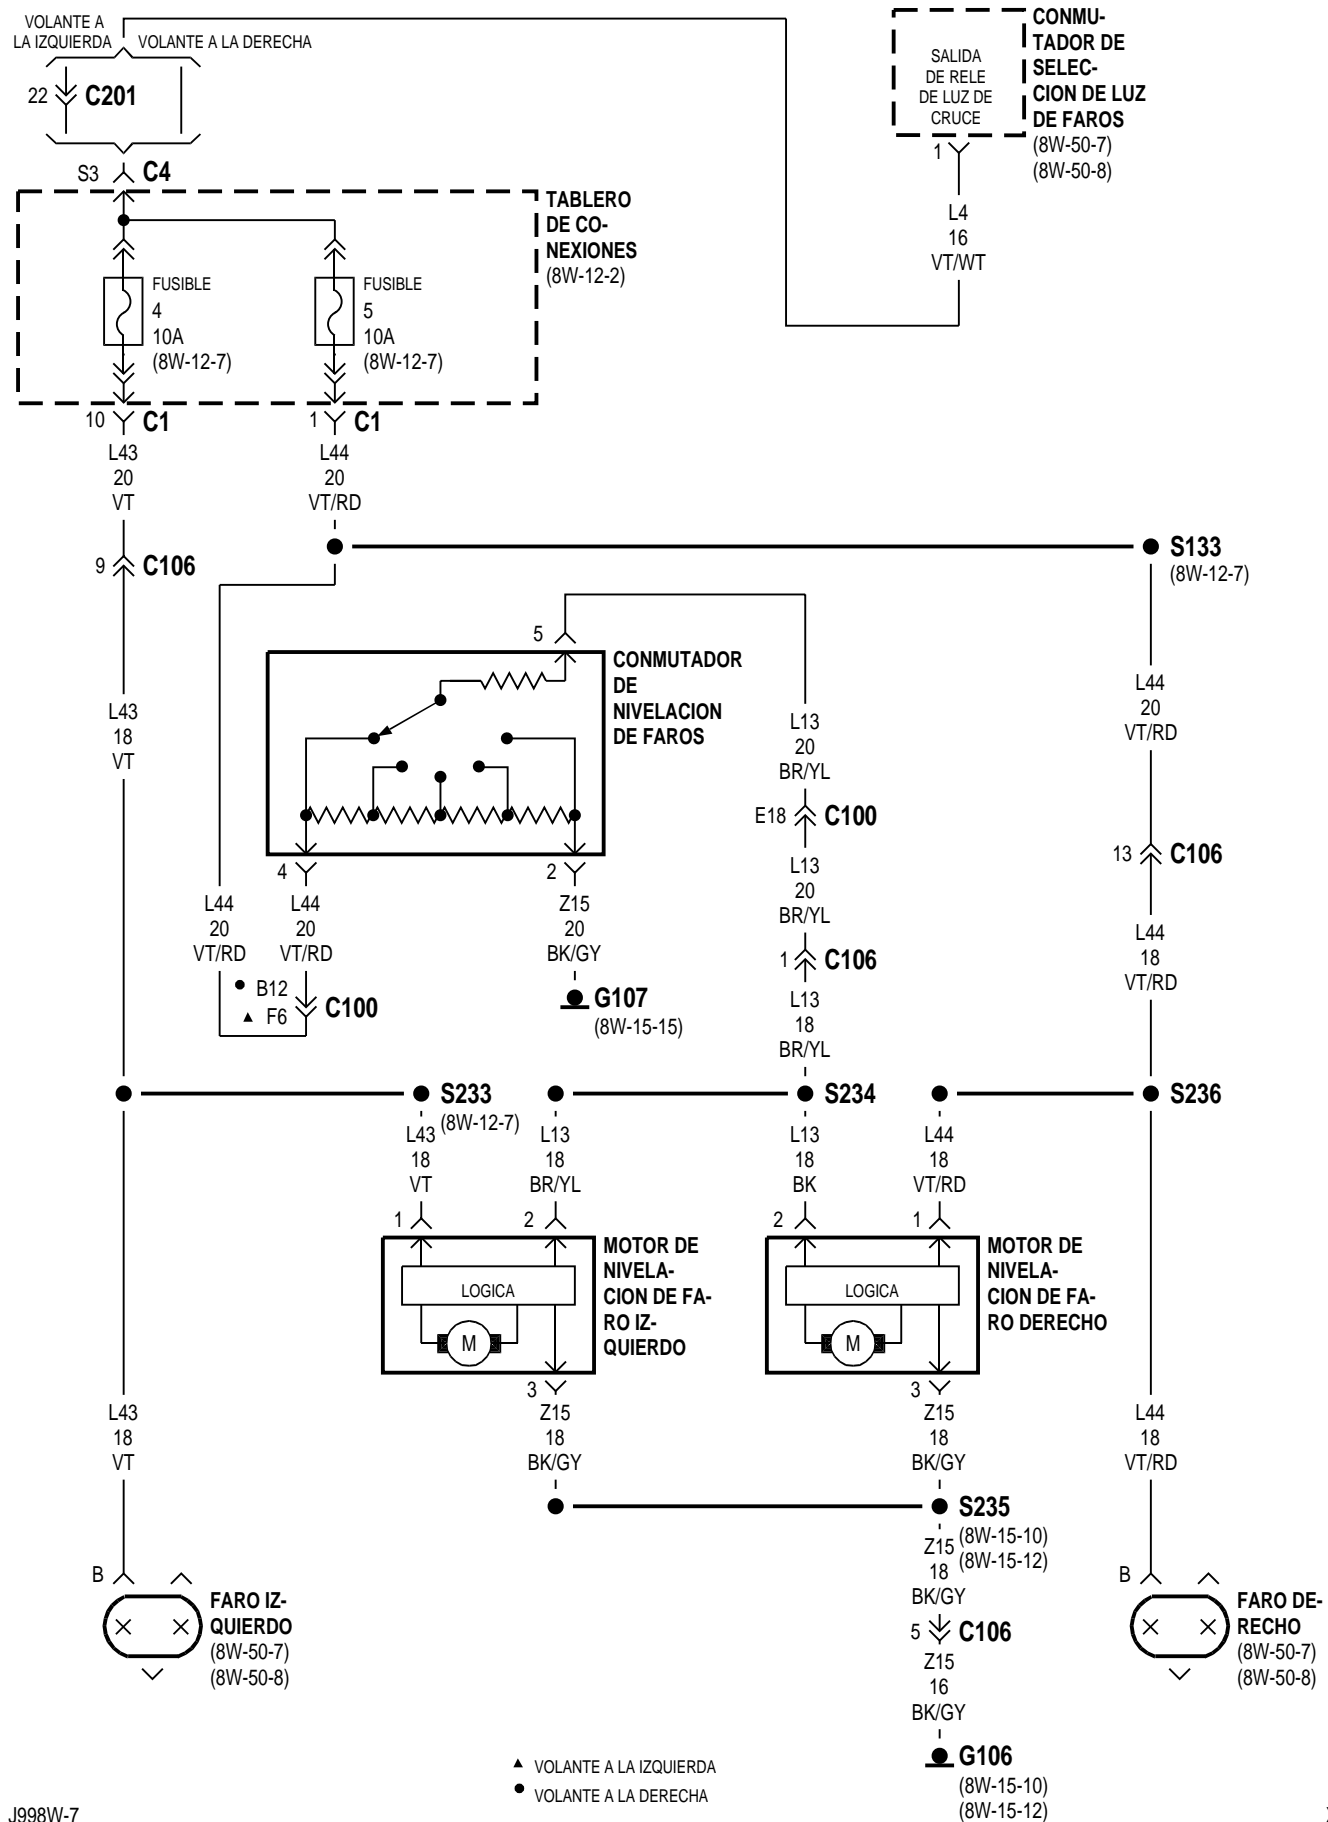 VOLANTE A
LA IZQUIERDA
VOLANTE A LA DERECHA
22
C201
S3
C4
SALIDA
DE RELE
DE LUZ DE
CRUCE
CONMU-
TADOR DE
SELEC-
CION DE LUZ
DE FAROS
(8W-50-7)
(8W-50-8)
1
L4
16
VT/WT
TABLERO
DE CO-
NEXIONES
(8W-12-2)
FUSIBLE
4
10A
(8W-12-7)
FUSIBLE
5
10A
(8W-12-7)
10
C1
1
C1
L43
20
VT
L44
20
VT/RD
9
C106
S133
(8W-12-7)
5
CONMUTADOR
DE
NIVELACION
DE FAROS
L43
18
VT
L13
20
BR/YL
L44
20
VT/RD
E18
C100
13
C106
4
2
L13
20
BR/YL
L44
20
VT/RD
L44
20
VT/RD
Z15
20
BK/GY
L44
18
VT/RD
1
C106
B12
F6
C100
G107
(8W-15-15)
L13
18
BR/YL
S233
(8W-12-7)
S234
S236
L43
18
VT
L13
18
BR/YL
L13
18
BK
L44
18
VT/RD
1
2
2
1
LOGICA
M
MOTOR DE
NIVELA-
CION DE FA-
RO IZ-
QUIERDO
LOGICA
M
MOTOR DE
NIVELA-
CION DE FA-
RO DERECHO
3
3
L43
18
VT
Z15
18
BK/GY
Z15
18
BK/GY
L44
18
VT/RD
S235
(8W-15-10)
(8W-15-12)
Z15
18
BK/GY
B
FARO IZ-
QUIERDO
(8W-50-7)
(8W-50-8)
5
C106
Z15
16
BK/GY
B
FARO DE-
RECHO
(8W-50-7)
(8W-50-8)
G106
(8W-15-10)
(8W-15-12)
VOLANTE A LA IZQUIERDA
VOLANTE A LA DERECHA
J998W-7